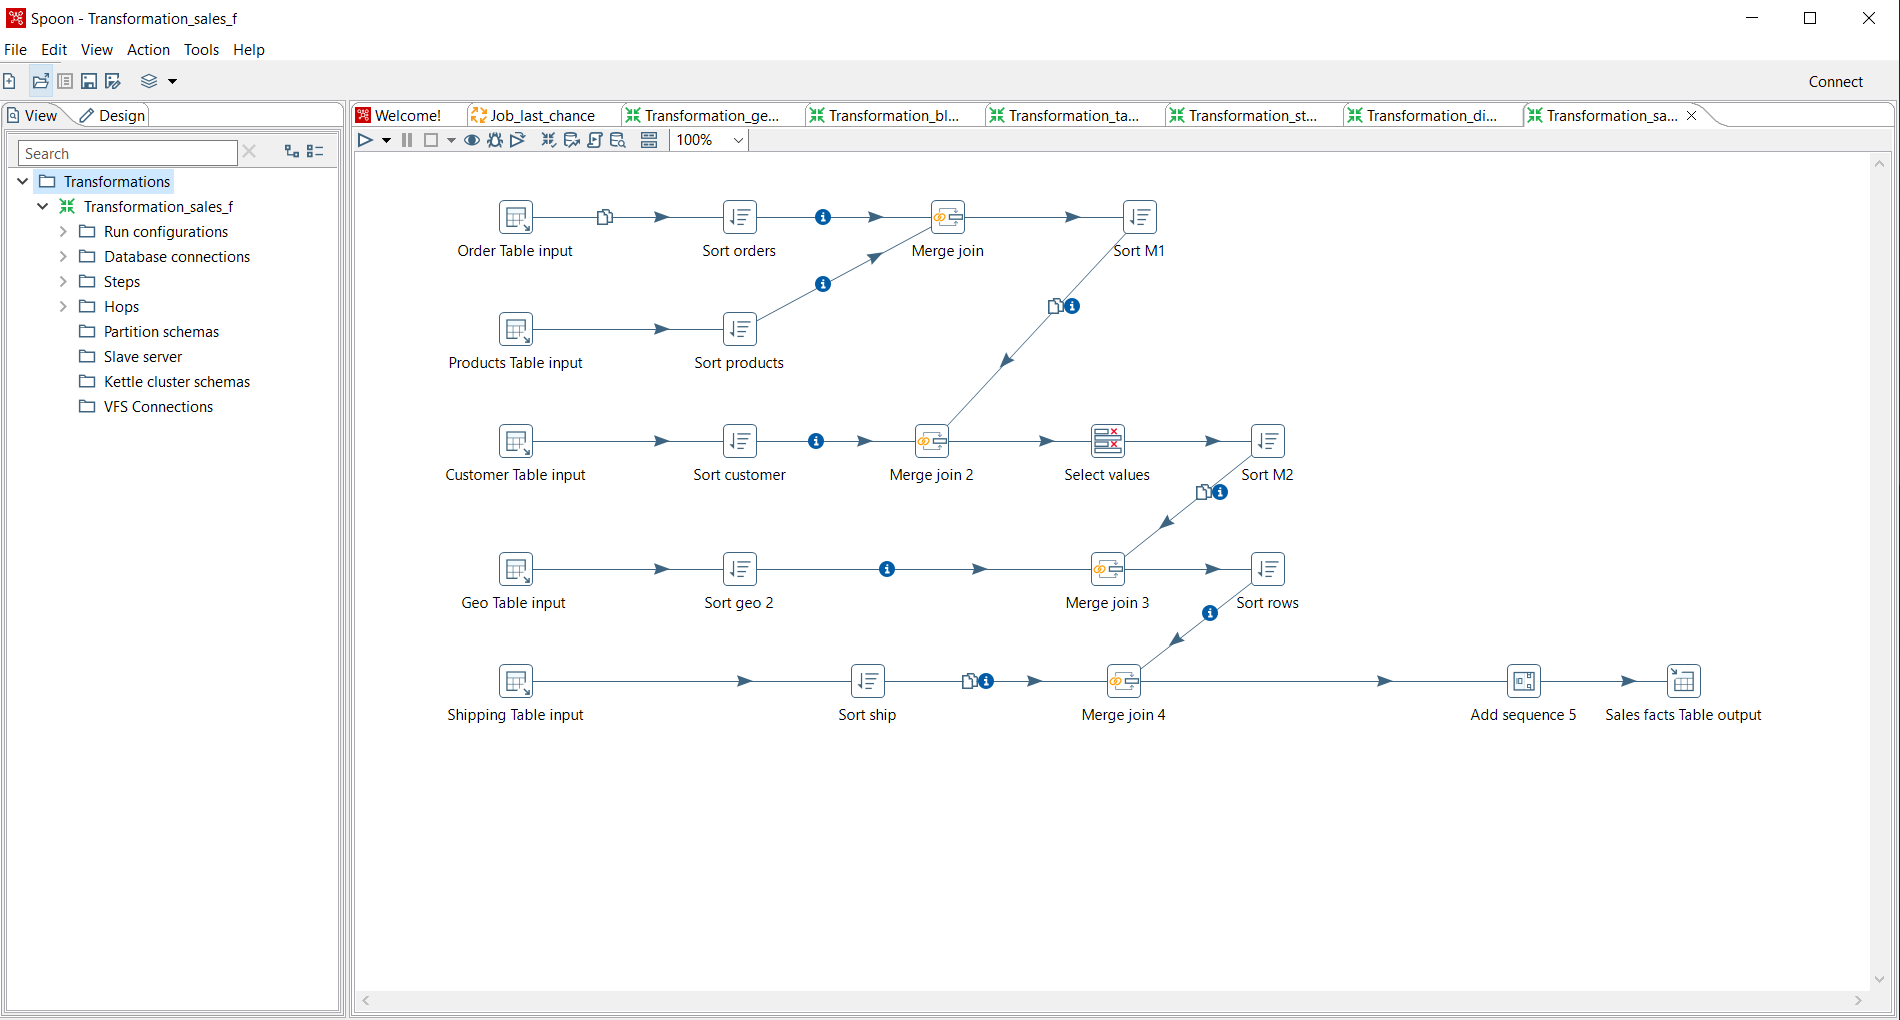 Spoon - Transformation_sales_f
File Edit View Action Tools Help
Connect
View Design
Welcome! Job_last_chance Transformation_ge... Transformation_bl... Transformation_ta... Transformation_st... Transformation_di... Transformation_sa...
Search
100%
Transformations
Transformation_sales_f
Run configurations
Database connections
Steps
Hops
Partition schemas
Slave server
Kettle cluster schemas
VFS Connections
Order Table input Sort orders Merge join Sort M1
Products Table input Sort products
Customer Table input Sort customer Merge join 2 Select values Sort M2
Geo Table input Sort geo 2 Merge join 3 Sort rows
Shipping Table input Sort ship Merge join 4 Add sequence 5 Sales facts Table output